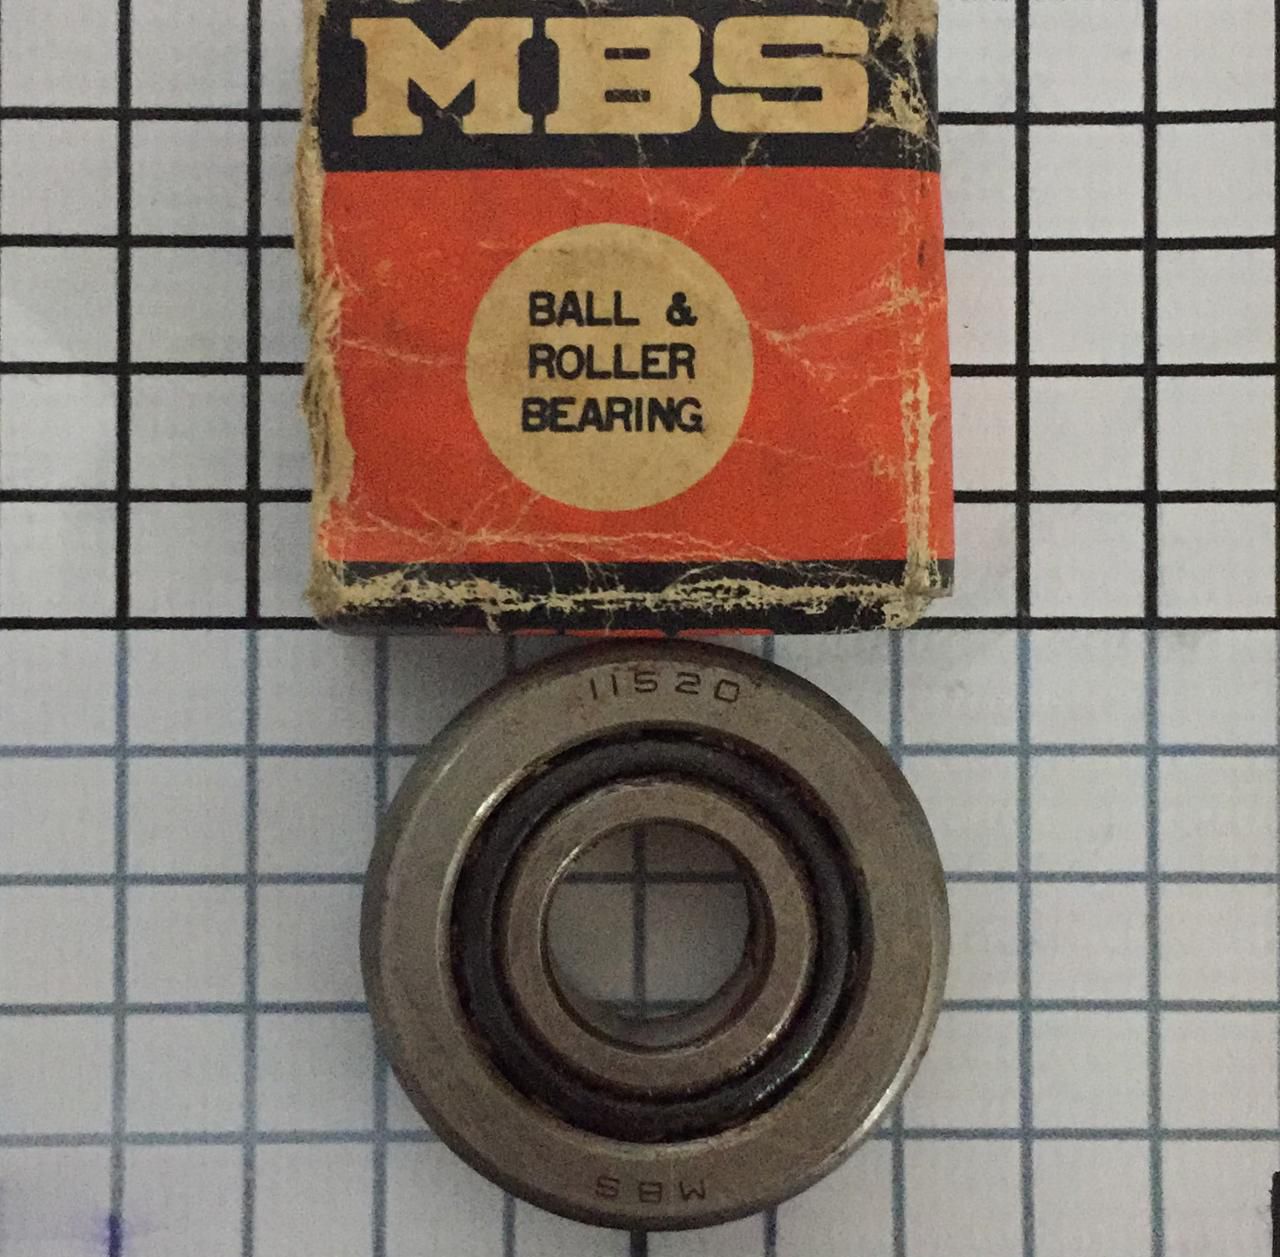 MBS
BALL &
ROLLER
BEARING
11520
MBS